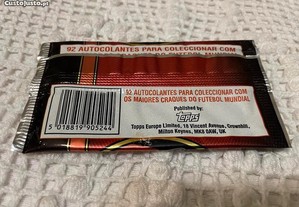 CustoJusto.pt
92 AUTOCOLANTES PARA COLECCIONAR COM
92 AUTOCOLANTES PARA COLECCIONAR COM
OS MAIORES CRAQUES DO FUTEBOL MUNDIAL
Published by:
Topps
Topps Europe Limited, 18 Vincent Avenue, Crownhill,
Milton Keynes, MK8 0AW, UK
5 018819 905244